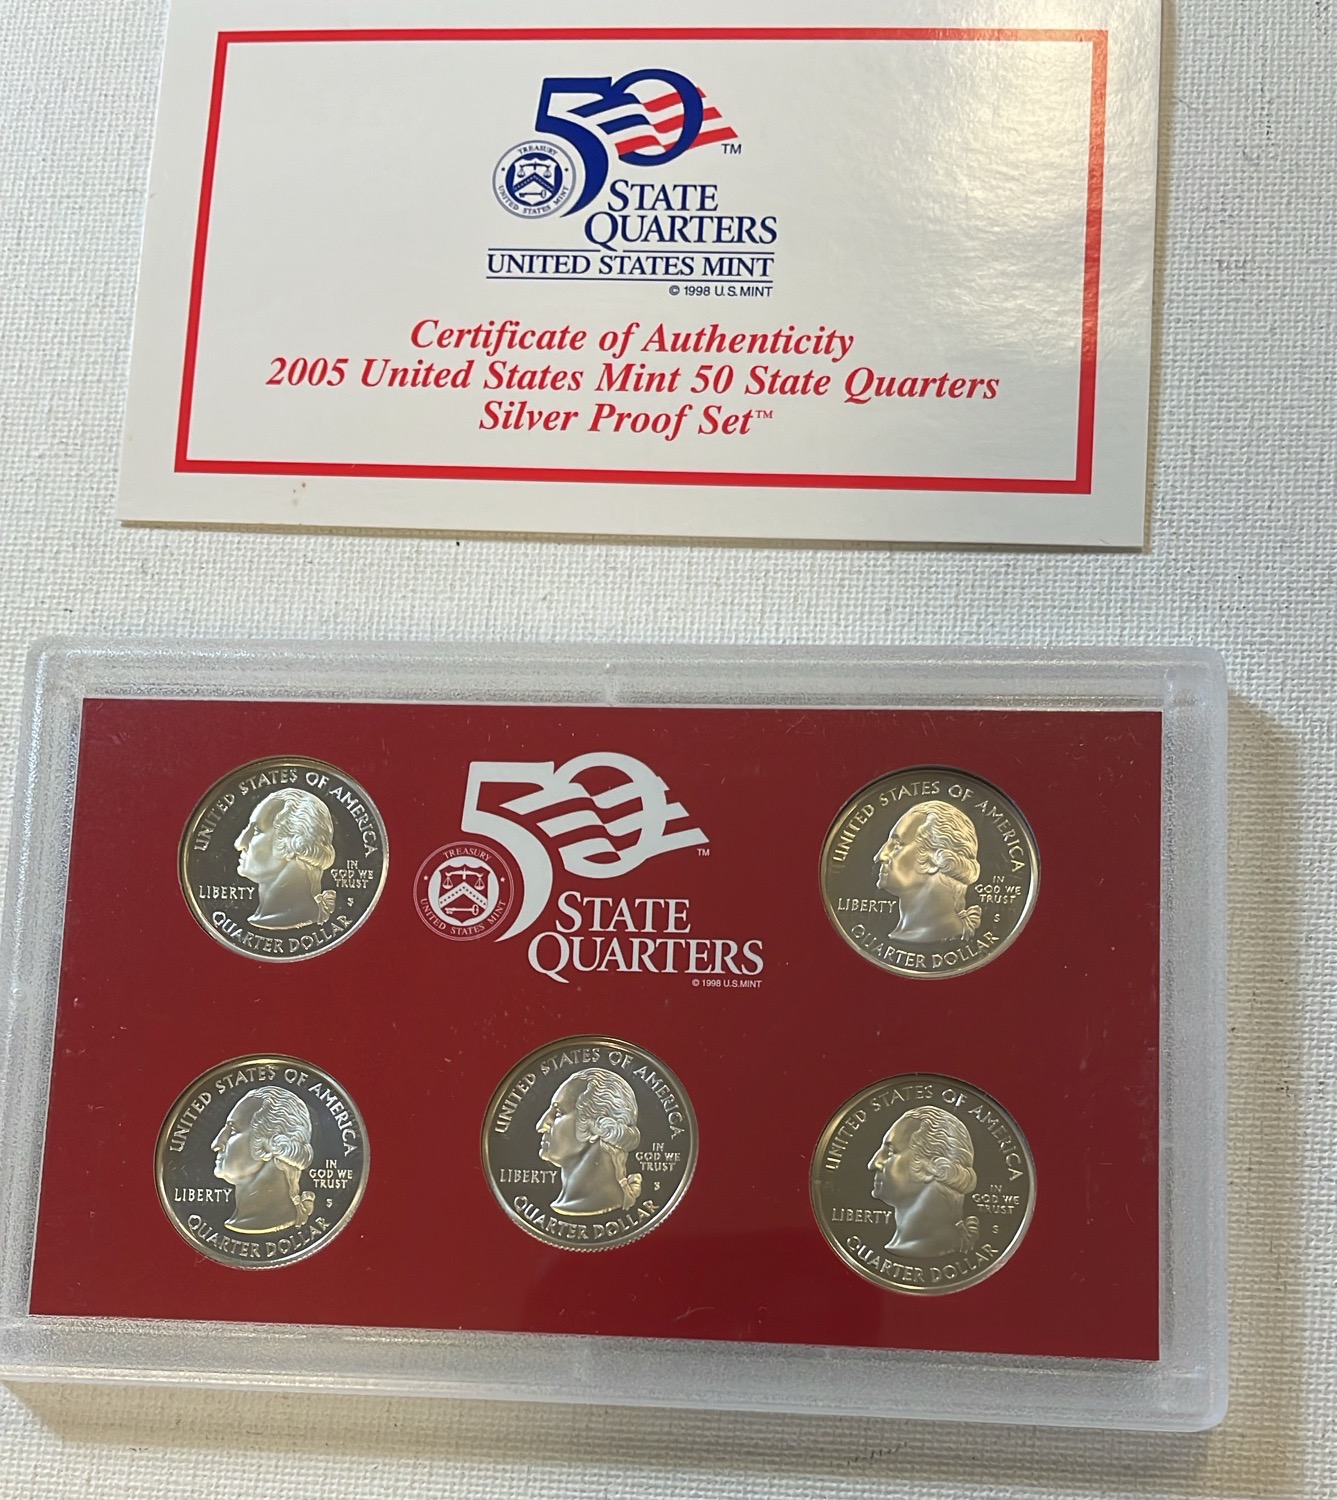 50
TREASURY
UNITED STATES MINT
TM
STATE
QUARTERS
UNITED STATES MINT
© 1998 U.S. MINT
Certificate of Authenticity
2005 United States Mint 50 State Quarters
Silver Proof Set™
UNITED STATES OF AMERICA
LIBERTY
IN
GOD WE
TRUST
S
QUARTER DOLLAR
50
TREASURY
UNITED STATES MINT
TM
STATE
QUARTERS
© 1998 U.S. MINT
UNITED STATES OF AMERICA
LIBERTY
IN
GOD WE
TRUST
S
QUARTER DOLLAR
UNITED STATES OF AMERICA
LIBERTY
IN
GOD WE
TRUST
S
QUARTER DOLLAR
UNITED STATES OF AMERICA
LIBERTY
IN
GOD WE
TRUST
S
QUARTER DOLLAR
UNITED STATES OF AMERICA
LIBERTY
IN
GOD WE
TRUST
S
QUARTER DOLLAR